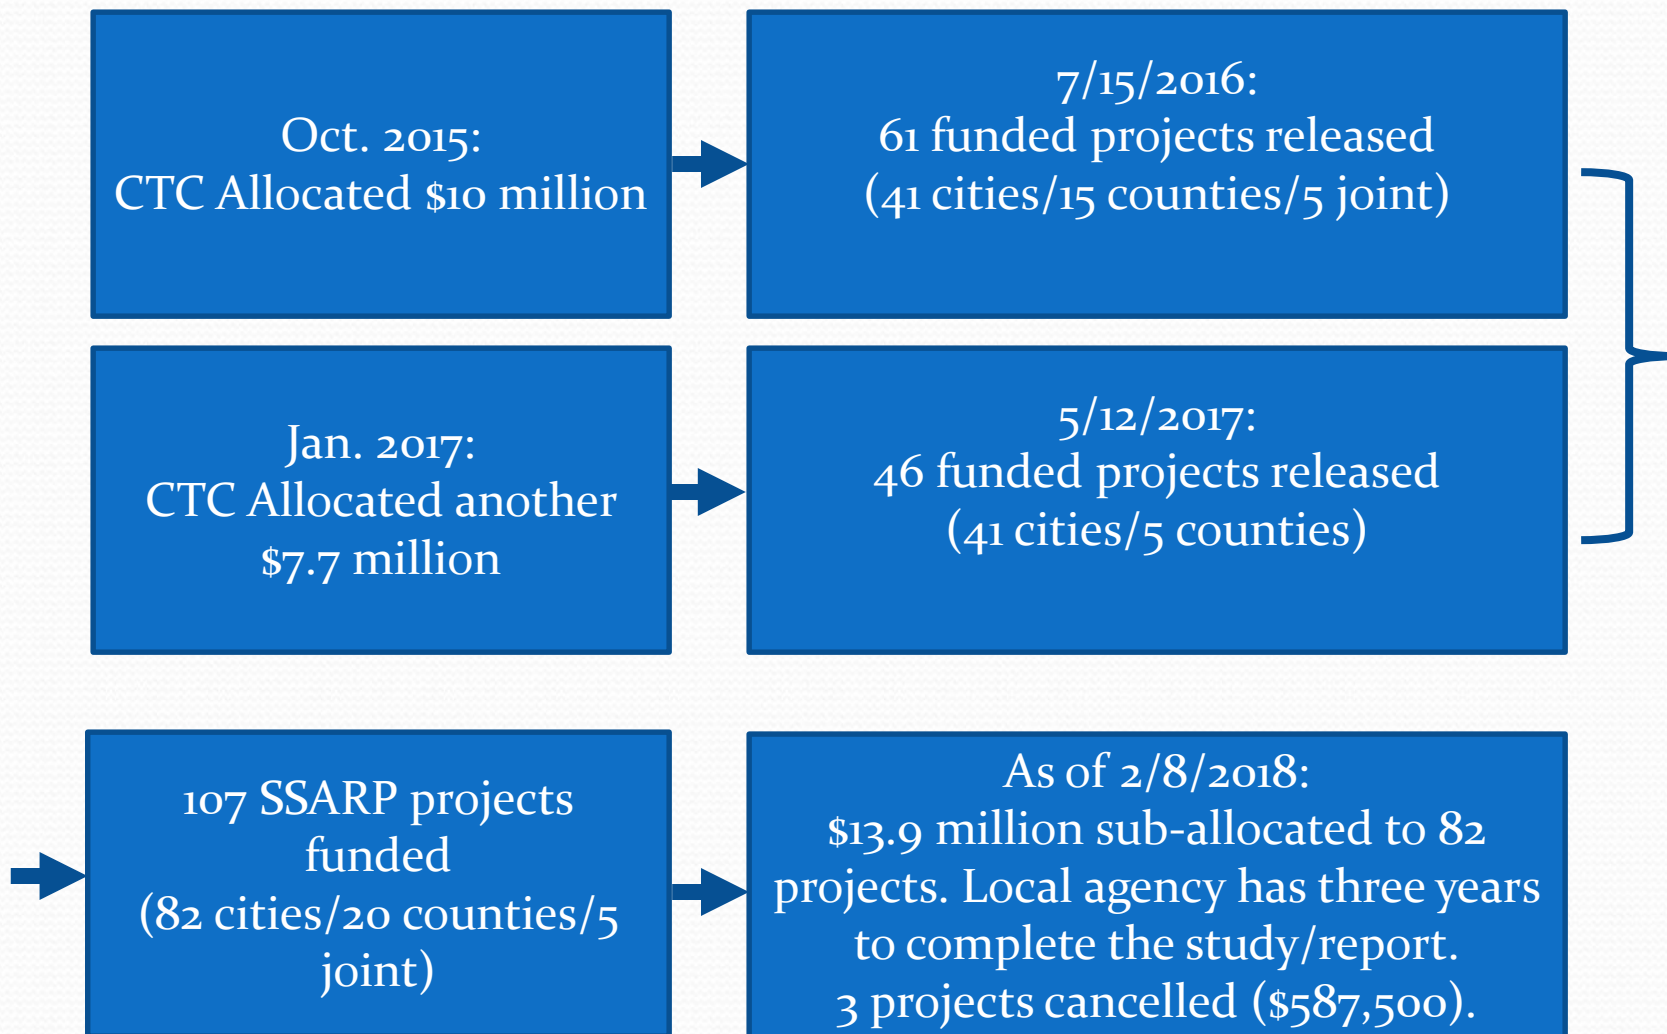 Oct. 2015:
CTC Allocated $10 million
7/15/2016:
61 funded projects released
(41 cities/15 counties/5 joint)
Jan. 2017:
CTC Allocated another
$7.7 million
5/12/2017:
46 funded projects released
(41 cities/5 counties)
107 SSARP projects
funded
(82 cities/20 counties/5
joint)
As of 2/8/2018:
$13.9 million sub-allocated to 82
projects. Local agency has three years
to complete the study/report.
3 projects cancelled ($587,500).